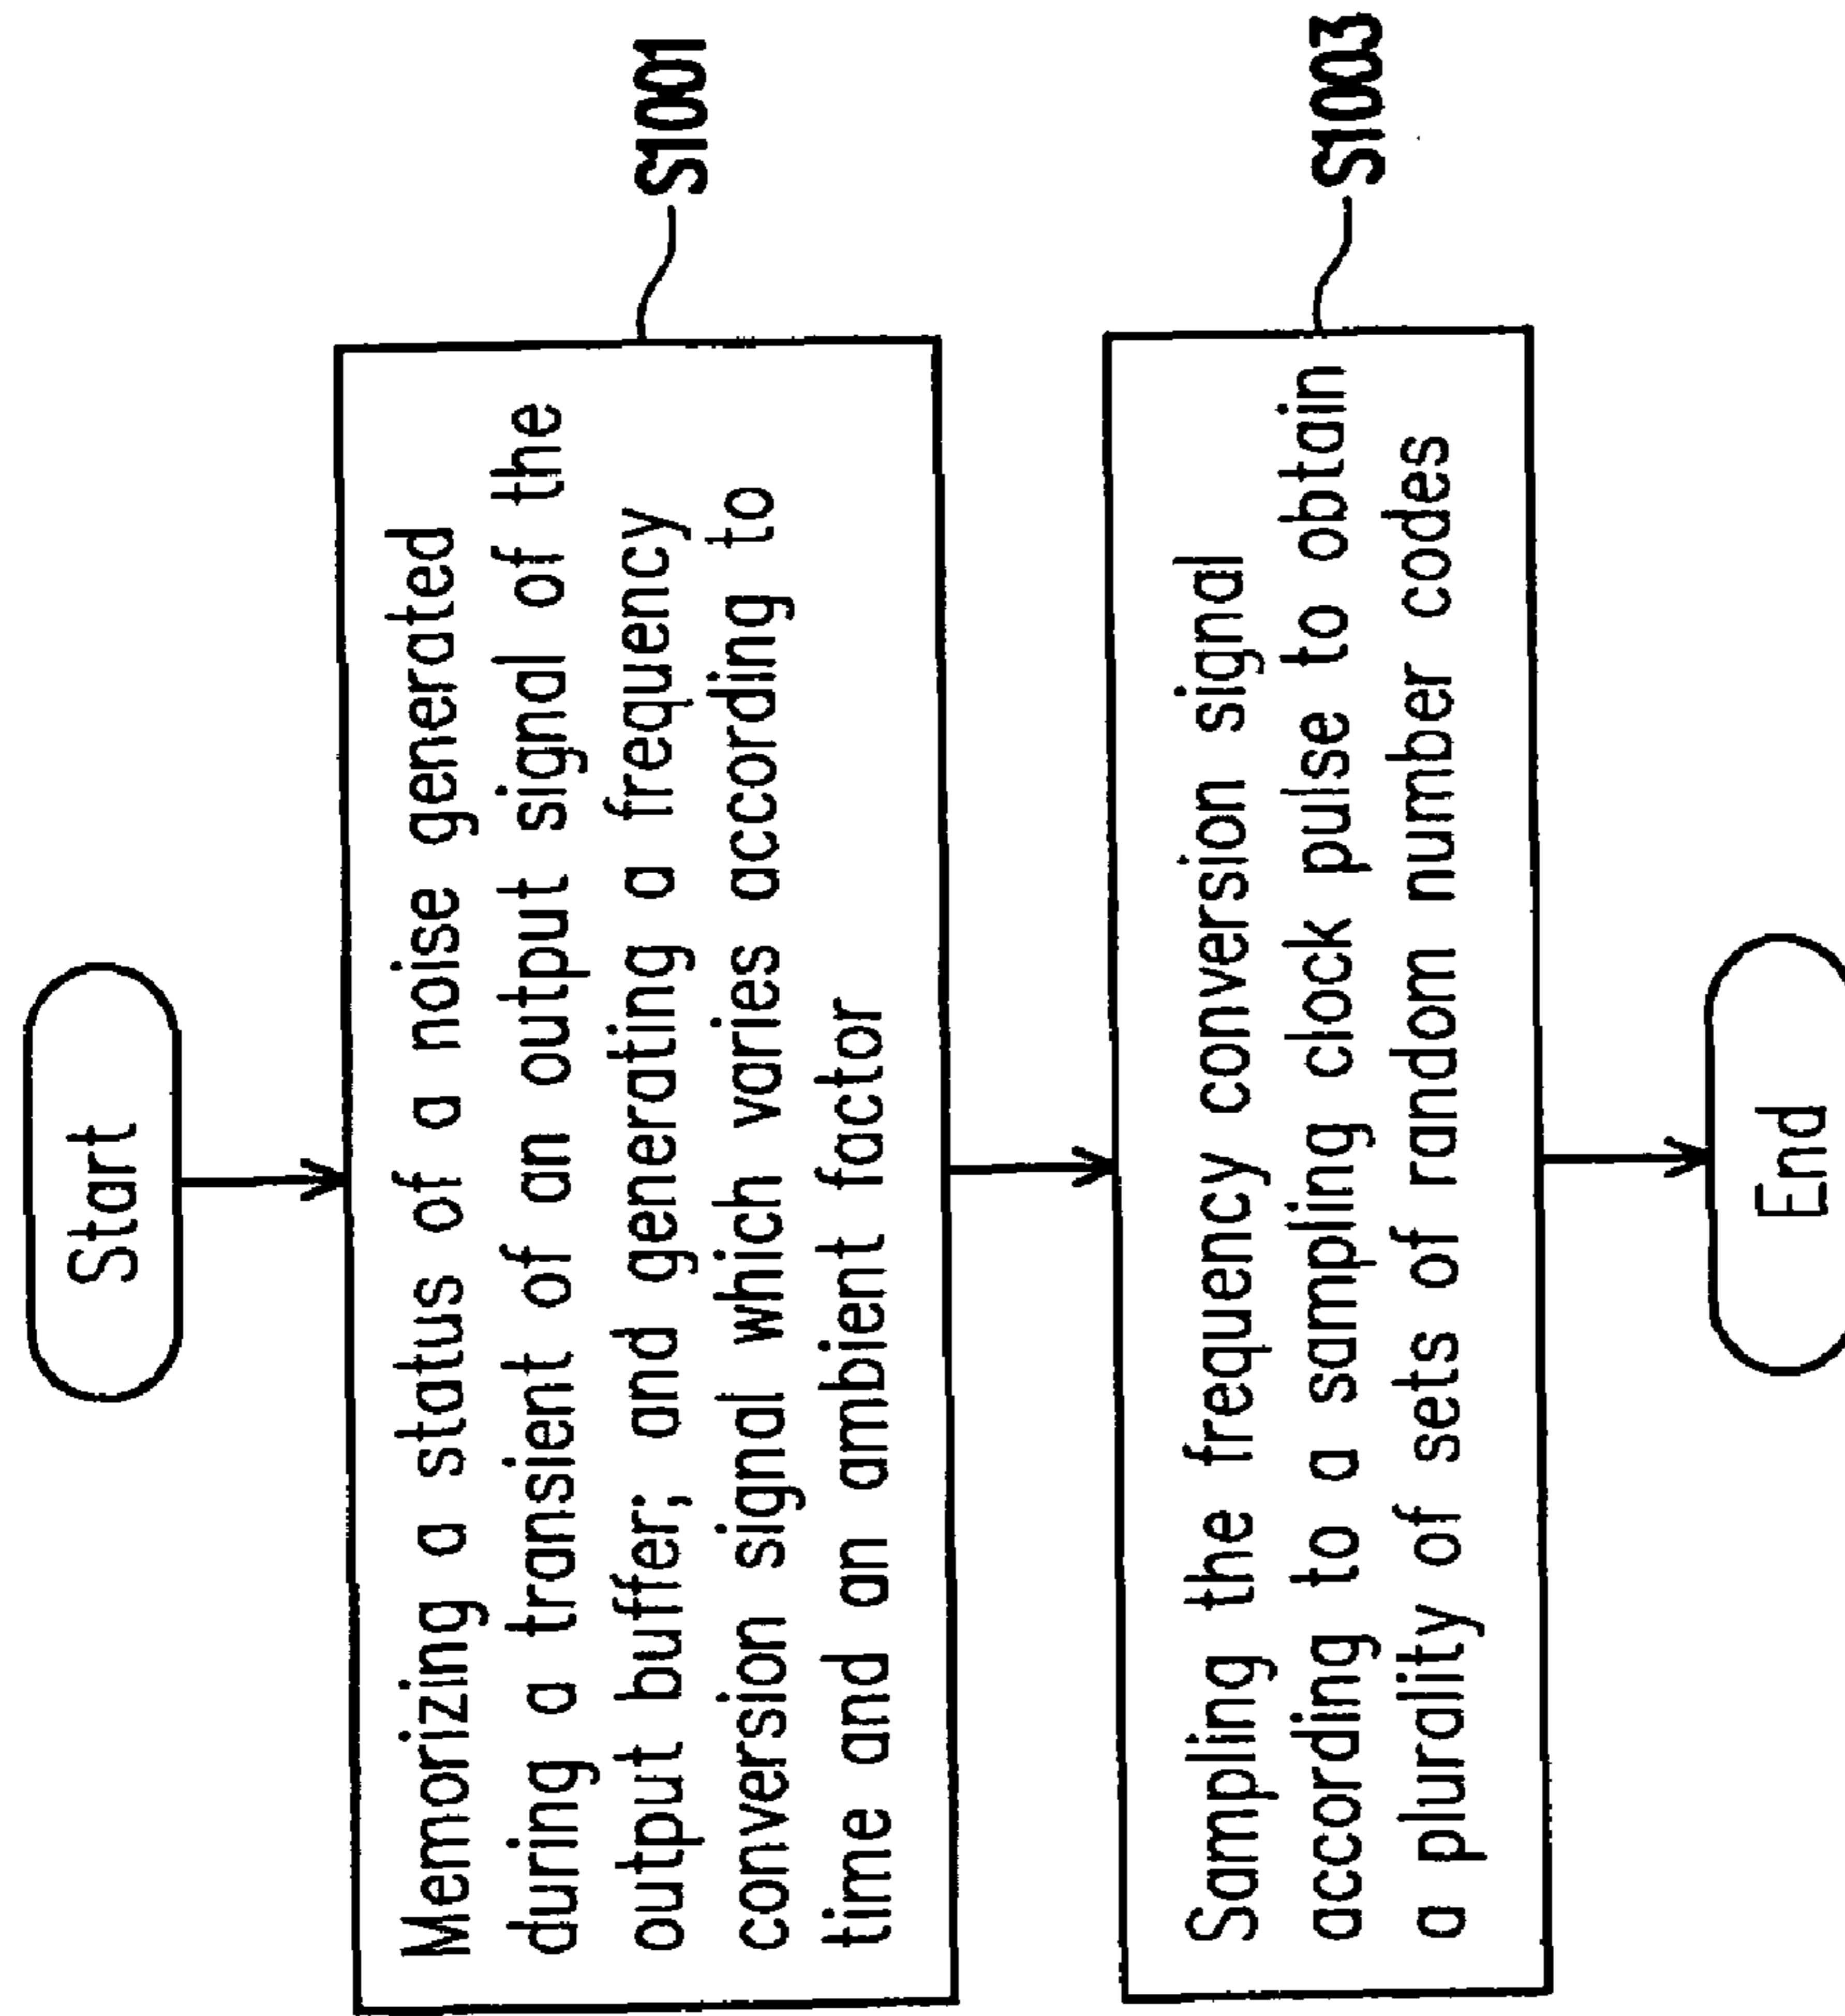 Start
Memorizing a status of a noise generated
during a transient of an output signal of the
output buffer; and generating a frequency
conversion signal which varies according to
time and an ambient factor
S1001
Sampling the frequency conversion signal
according to a sampling clock pulse to obtain
a plurality of sets of random number codes
S1003
End